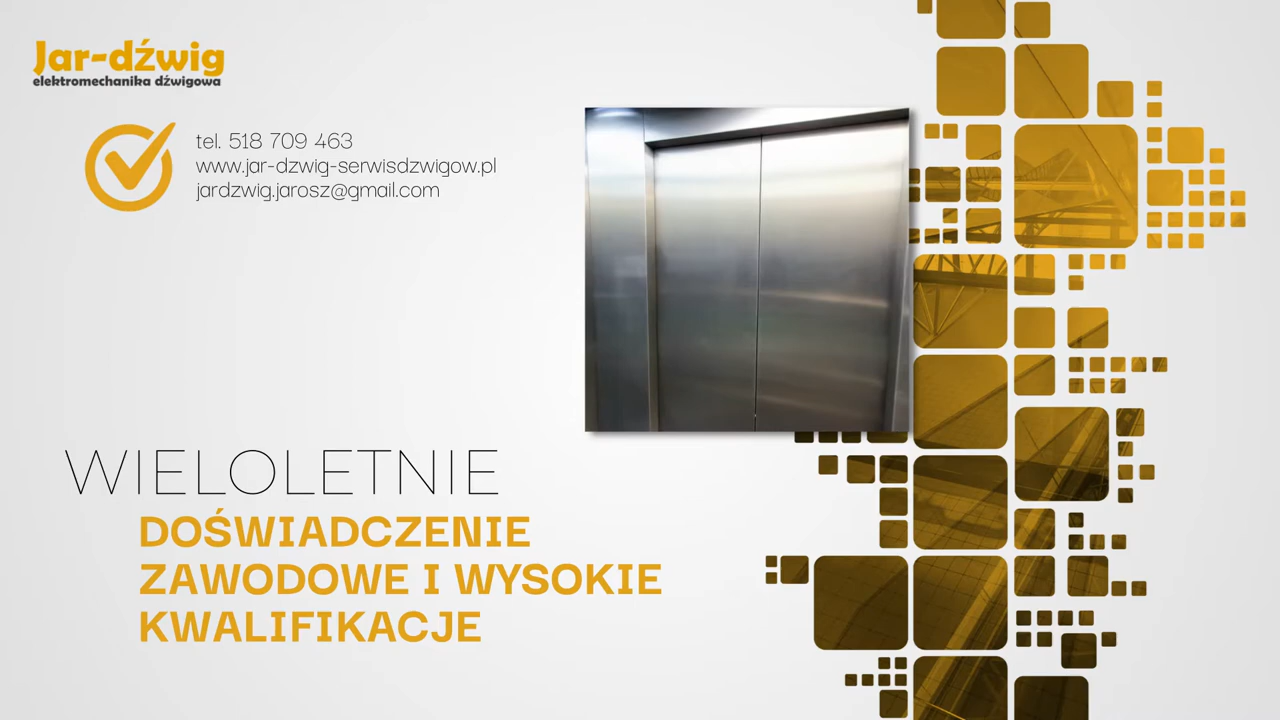 Jar-dźwig
elektromechanika dźwigowa
tel. 518 709 463
www.jar-dzwig-serwisdzwigow.pl
jardzwig.jarosz@gmail.com
WIELOLETNIE
DOŚWIADCZENIE
ZAWODOWE I WYSOKIE
KWALIFIKACJE